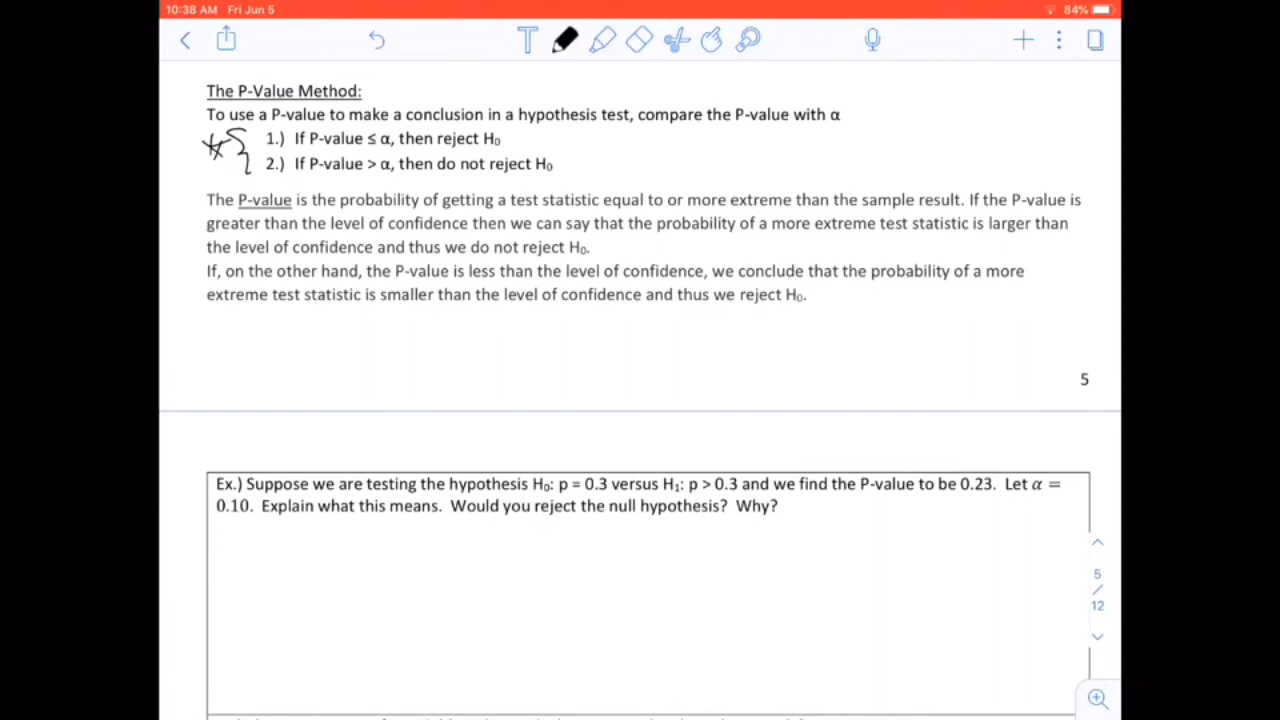 10:38 AM Fri Jun 5
84%
The P-Value Method:
To use a P-value to make a conclusion in a hypothesis test, compare the P-value with α
1.) If P-value ≤ α, then reject H₀
2.) If P-value > α, then do not reject H₀
The P-value is the probability of getting a test statistic equal to or more extreme than the sample result. If the P-value is
greater than the level of confidence then we can say that the probability of a more extreme test statistic is larger than
the level of confidence and thus we do not reject H₀.
If, on the other hand, the P-value is less than the level of confidence, we conclude that the probability of a more
extreme test statistic is smaller than the level of confidence and thus we reject H₀.
5
Ex.) Suppose we are testing the hypothesis H₀: p = 0.3 versus H₁: p > 0.3 and we find the P-value to be 0.23. Let α =
0.10. Explain what this means. Would you reject the null hypothesis? Why?
5
/
12